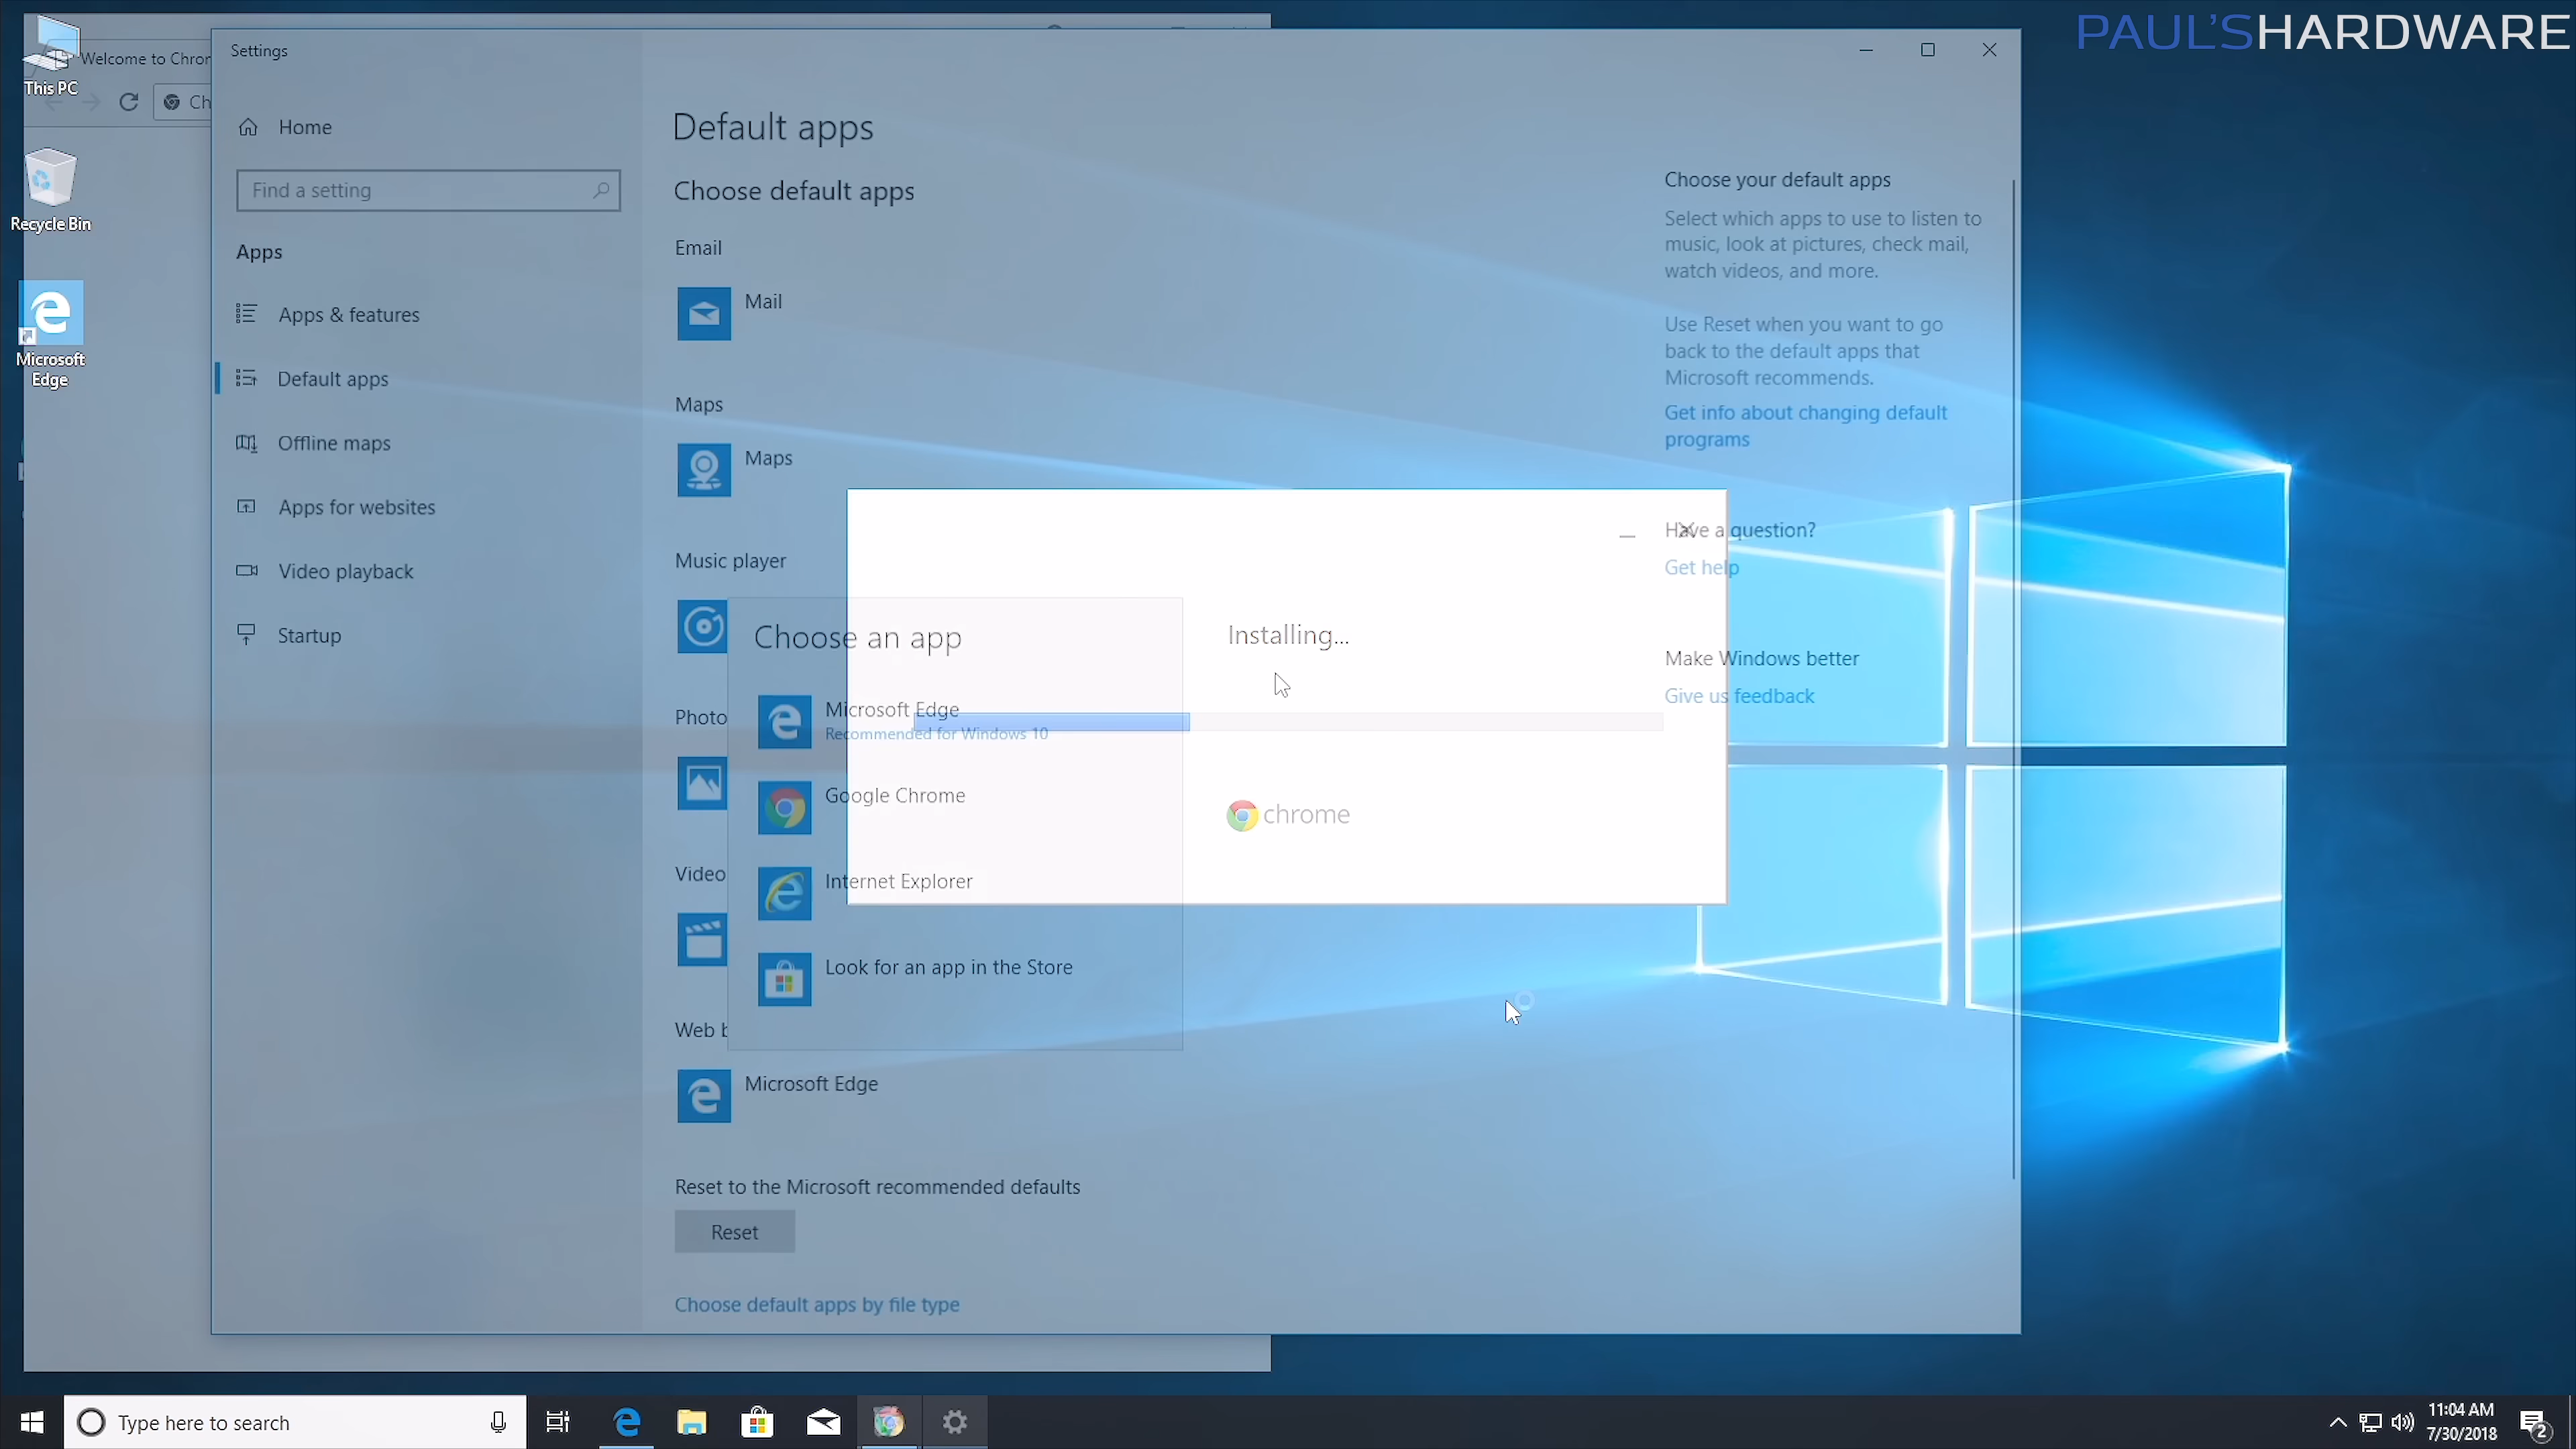 PAUL'SHARDWARE
This PC
Recycle Bin
Microsoft
Edge
Welcome to Chrom
Ch
Settings
Home
Find a setting
Apps
Apps & features
Default apps
Offline maps
Apps for websites
Video playback
Startup
Default apps
Choose default apps
Email
Mail
Maps
Maps
Music player
Photo
Video
Web b
Microsoft Edge
Reset to the Microsoft recommended defaults
Reset
Choose default apps by file type
Choose an app
Microsoft Edge
Recommended for Windows 10
Google Chrome
Internet Explorer
Look for an app in the Store
Installing...
chrome
Choose your default apps
Select which apps to use to listen to
music, look at pictures, check mail,
watch videos, and more.
Use Reset when you want to go
back to the default apps that
Microsoft recommends.
Get info about changing default
programs
Have a question?
Get help
Make Windows better
Give us feedback
Type here to search
11:04 AM
7/30/2018
2